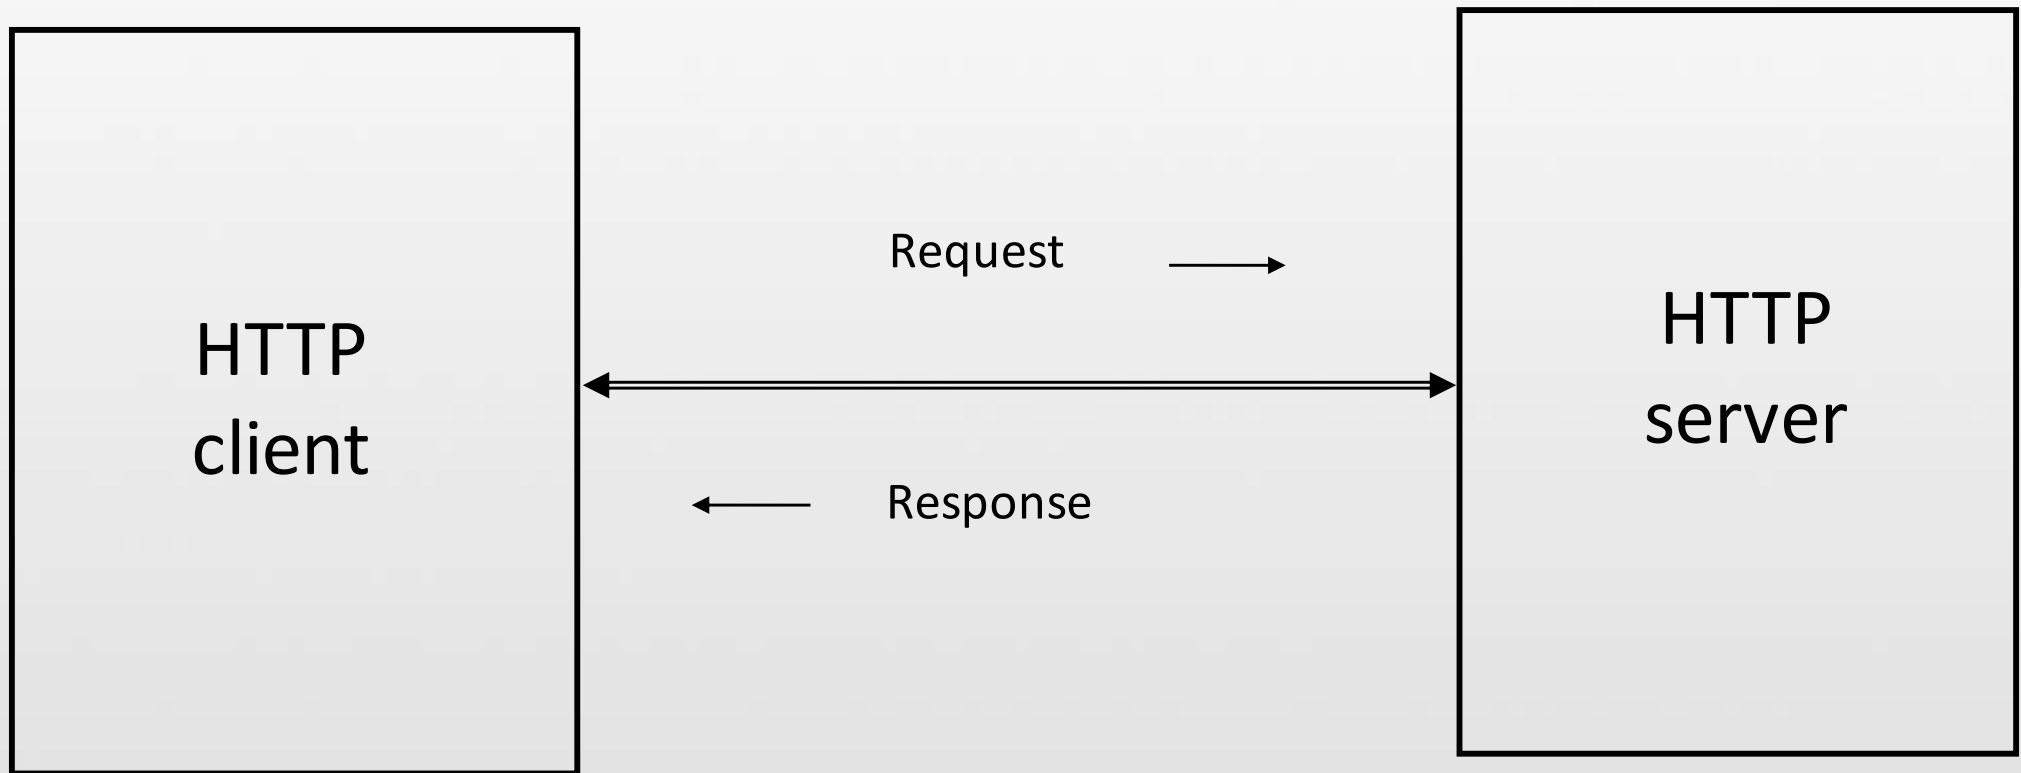 HTTP
client
Request
Response
HTTP
server